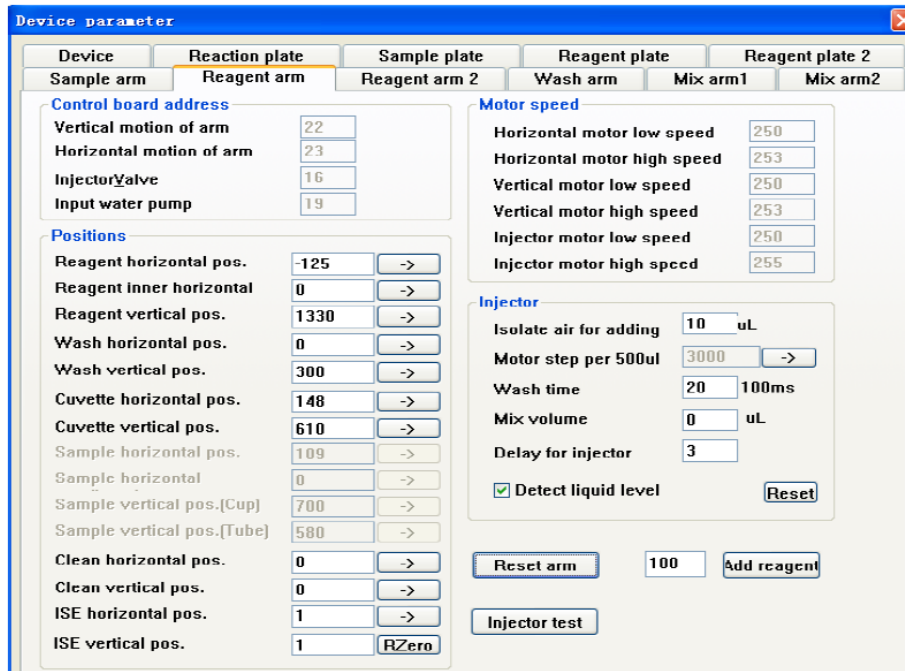 Device parameter
Device Reaction plate Sample plate Reagent plate Reagent plate 2
Sample arm Reagent arm Reagent arm 2 Wash arm Mix arm1 Mix arm2
Control board address
Vertical motion of arm 22
Horizontal motion of arm 23
InjectorValve 16
Input water pump 19
Positions
Reagent horizontal pos. -125 ->
Reagent inner horizontal 0 ->
Reagent vertical pos. 1330 ->
Wash horizontal pos. 0 ->
Wash vertical pos. 300 ->
Cuvette horizontal pos. 148 ->
Cuvette vertical pos. 610 ->
Sample horizontal pos. 109 ->
Sample horizontal 0 ->
Sample vertical pos.(Cup) 700 ->
Sample vertical pos.(Tube) 580 ->
Clean horizontal pos. 0 ->
Clean vertical pos. 0 ->
ISE horizontal pos. 1 ->
ISE vertical pos. 1 RZero
Motor speed
Horizontal motor low speed 250
Horizontal motor high speed 253
Vertical motor low speed 250
Vertical motor high speed 253
Injector motor low speed 250
Injector motor high speed 255
Injector
Isolate air for adding 10 uL
Motor step per 500ul 3000 ->
Wash time 20 100ms
Mix volume 0 uL
Delay for injector 3
Detect liquid level Reset
Reset arm 100 Add reagent
Injector test